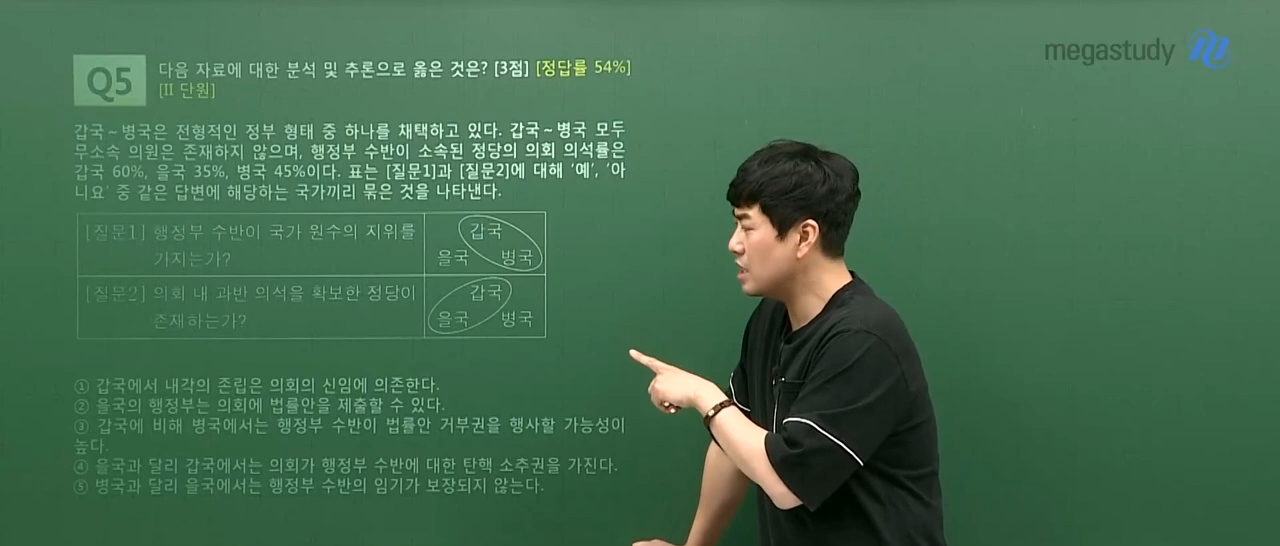 megastudy
Q5 다음 자료에 대한 분석 및 추론으로 옳은 것은? [3점] [정답률 54%]
[II 단원]
갑국~병국은 전형적인 정부 형태 중 하나를 채택하고 있다. 갑국~병국 모두
무소속 의원은 존재하지 않으며, 행정부 수반이 소속된 정당의 의회 의석률은
갑국 60%, 을국 35%, 병국 45%이다. 표는 [질문1]과 [질문2]에 대해 '예', '아
니요' 중 같은 답변에 해당하는 국가끼리 묶은 것을 나타낸다.
[질문1] 행정부 수반이 국가 원수의 지위를
가지는가?
갑국
을국 병국
[질문2] 의회 내 과반 의석을 확보한 정당이
존재하는가?
갑국
을국 병국
① 갑국에서 내각의 존립은 의회의 신임에 의존한다.
② 을국의 행정부는 의회에 법률안을 제출할 수 있다.
③ 갑국에 비해 병국에서는 행정부 수반이 법률안 거부권을 행사할 가능성이
높다.
④ 을국과 달리 갑국에서는 의회가 행정부 수반에 대한 탄핵 소추권을 가진다.
⑤ 병국과 달리 을국에서는 행정부 수반의 임기가 보장되지 않는다.